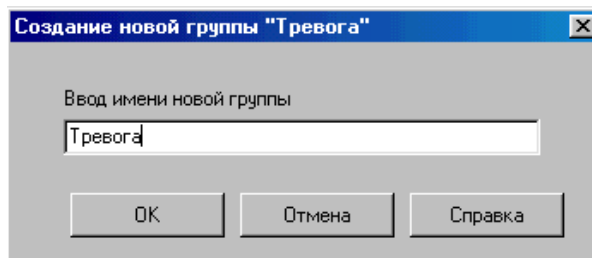 Создание новой группы "Тревога"
Ввод имени новой группы
Тревога
OK Отмена Справка